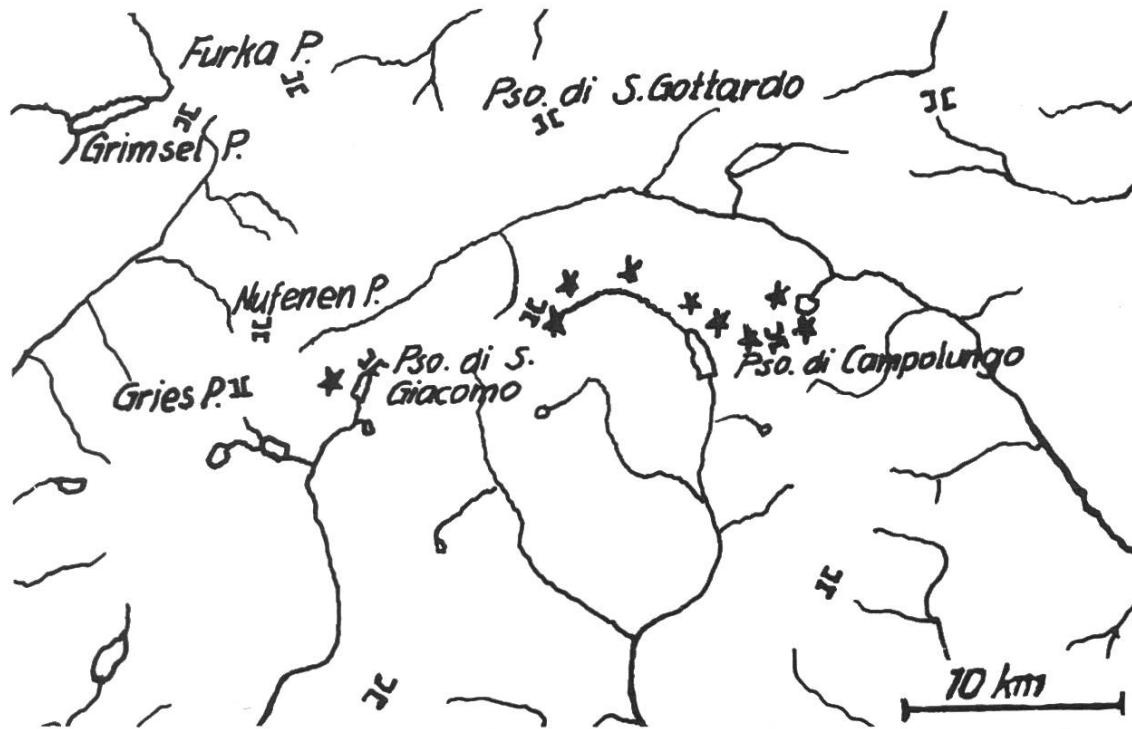 Furka P.
Pso. di S.Gottardo
Grimsel P.
Nufenen P.
Pso. di S.
Giacomo
Pso. di Campolungo
Gries P.
10 km